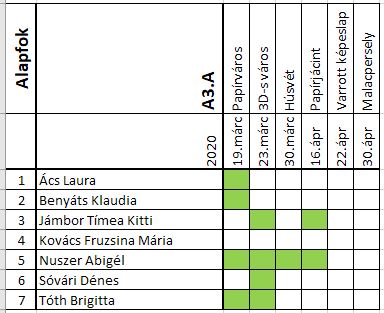 Alapfok
A3.A
2020
19.márc Papírváros
23.márc 3D-s város
30.márc Húsvét
16.ápr Papírjácint
22.ápr Varrott képeslap
30.ápr Malacpersely
1 Ács Laura
2 Benyáts Klaudia
3 Jámbor Tímea Kitti
4 Kovács Fruzsina Mária
5 Nuszer Abigél
6 Sóvári Dénes
7 Tóth Brigitta